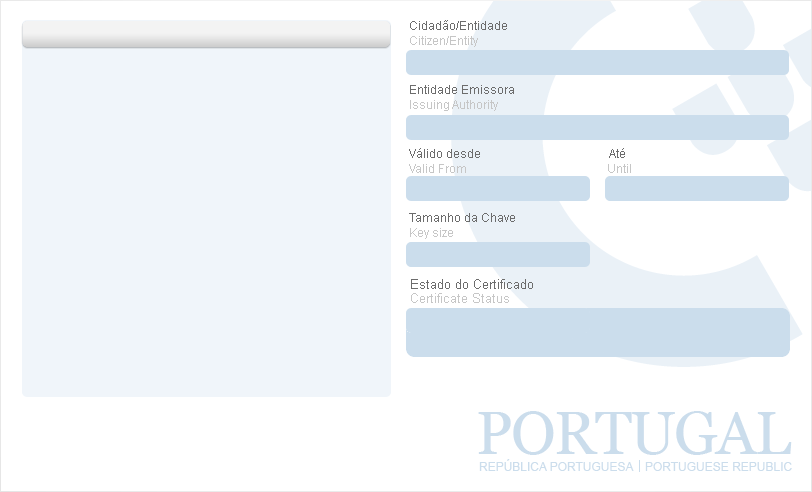 Cidadão/Entidade
Citizen/Entity
Entidade Emissora
Issuing Authority
Válido desde
Valid From
Até
Until
Tamanho da Chave
Key size
Estado do Certificado
Certificate Status
PORTUGAL
REPÚBLICA PORTUGUESA | PORTUGUESE REPUBLIC